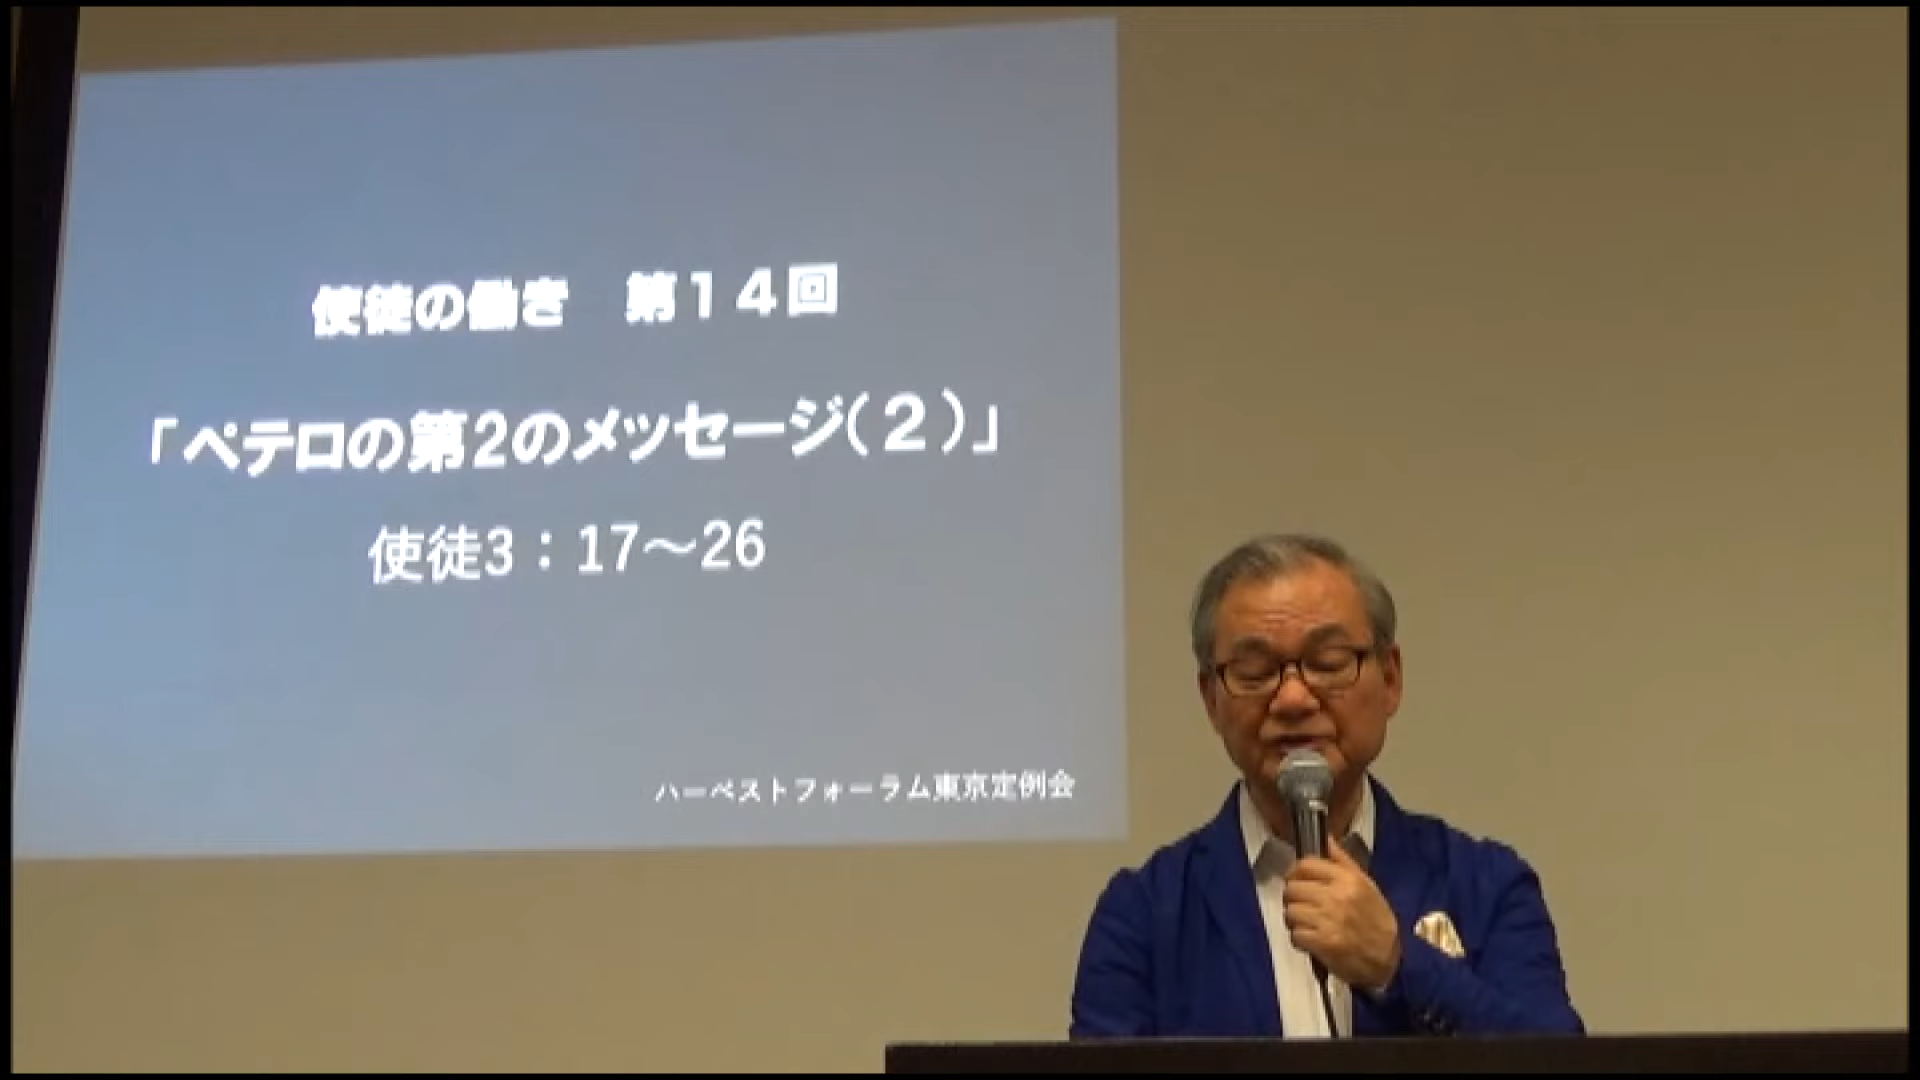 使徒の働き　第１４回
「ペテロの第2のメッセージ(２)」
使徒3：17〜26
ハーベストフォーラム東京定例会